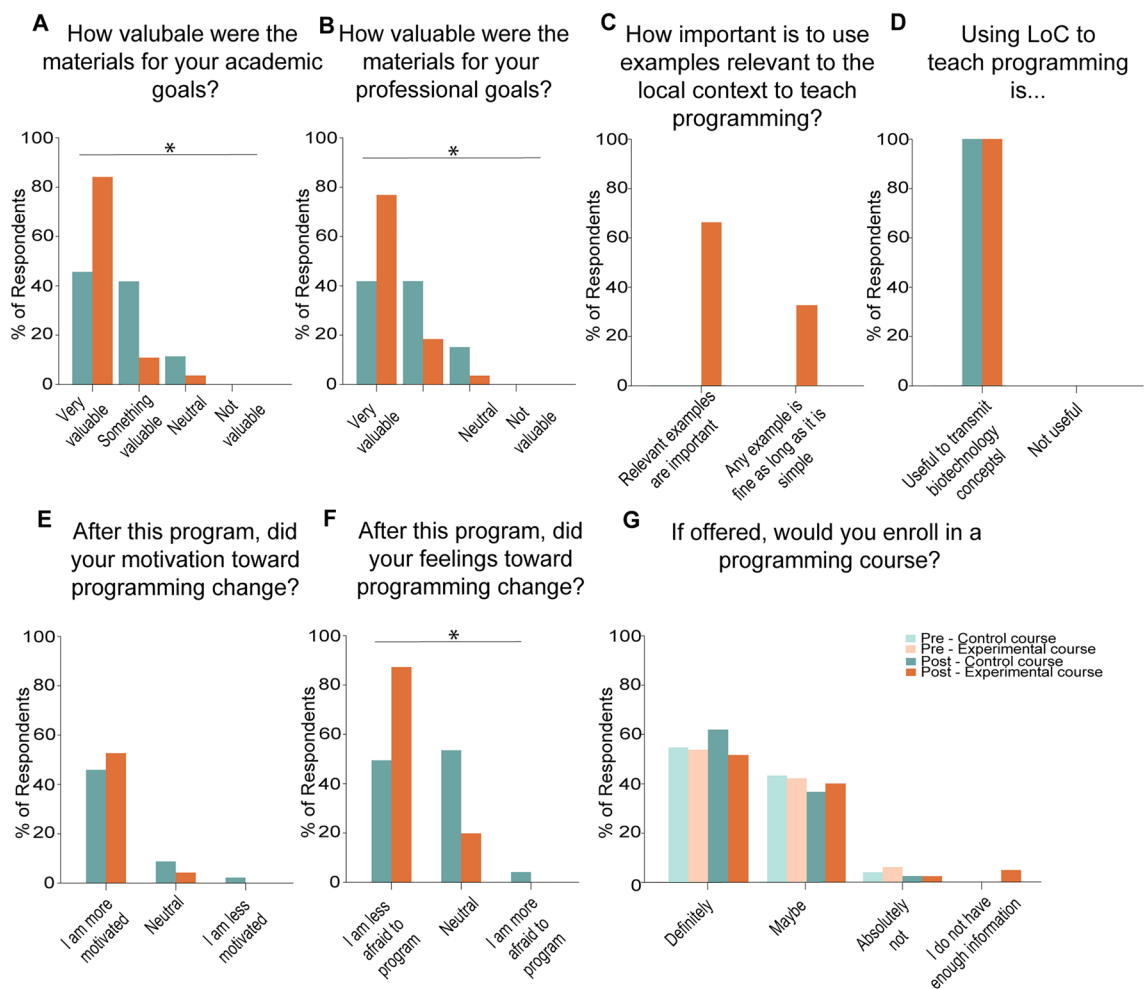 A
How valubale were the
materials for your academic
goals?
*
% of Respondents
100
80
60
40
20
0
Very
valuable
Something
valuable
Neutral
Not
valuable
B
How valuable were the
materials for your
professional goals?
*
% of Respondents
100
80
60
40
20
0
Very
valuable
Neutral
Not
valuable
C
How important is to use
examples relevant to the
local context to teach
programming?
% of Respondents
100
80
60
40
20
0
Relevant examples
are important
Any example is
fine as long as it is
simple
D
Using LoC to
teach programming
is...
% of Respondents
100
80
60
40
20
0
Useful to transmit
biotechnology
conceptsl
Not useful
E
After this program, did
your motivation toward
programming change?
% of Respondents
100
80
60
40
20
0
I am more
motivated
Neutral
I am less
motivated
F
After this program, did
your feelings toward
programming change?
*
% of Respondents
100
80
60
40
20
0
I am less
afraid to
program
Neutral
I am more
afraid to
program
G
If offered, would you enroll in a
programming course?
Pre - Control course
Pre - Experimental course
Post - Control course
Post - Experimental course
% of Respondents
100
80
60
40
20
0
Definitely
Maybe
Absolutely
not
I do not have
enough information